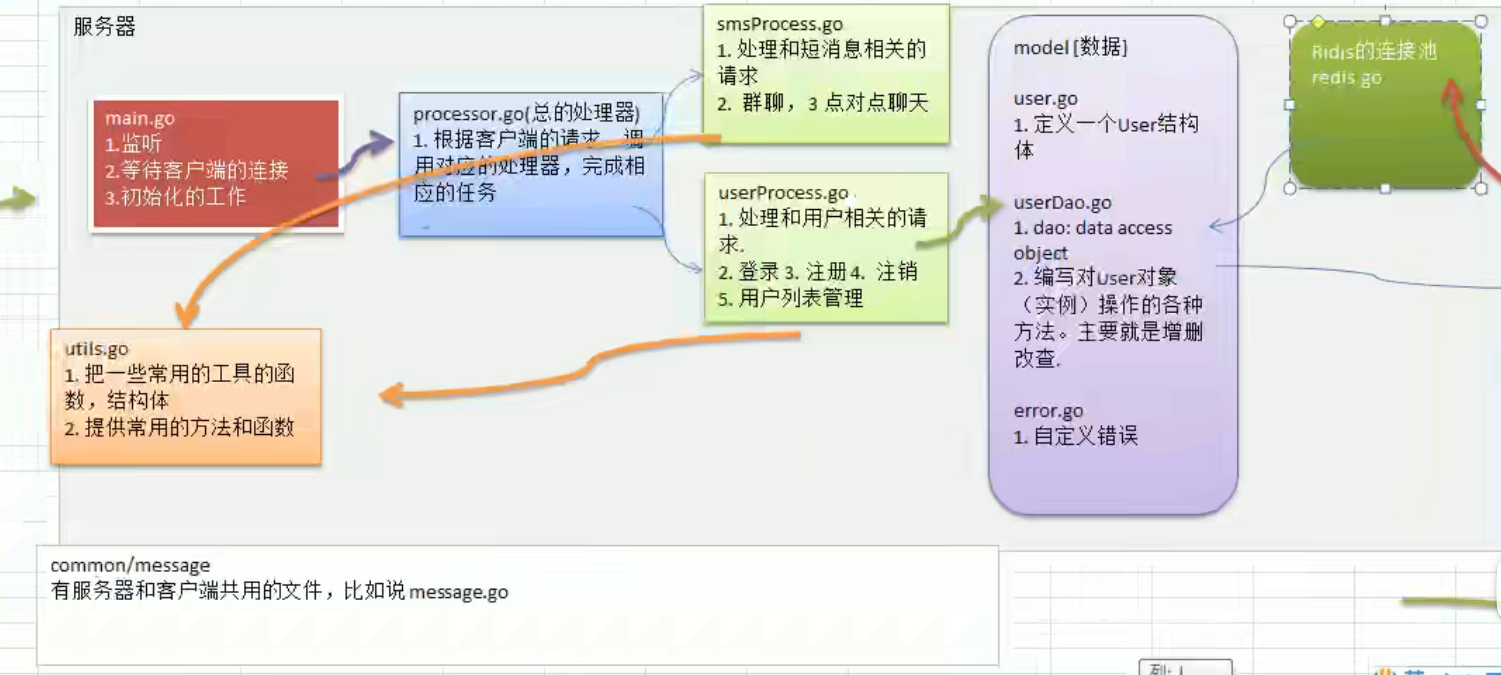 服务器
main.go
1.监听
2.等待客户端的连接
3.初始化的工作
processor.go(总的处理器)
1. 根据客户端的请求 调
用对应的处理器，完成相
应的任务
smsProcess.go
1. 处理和短消息相关的
请求
2. 群聊，3 点对点聊天
userProcess.go
1. 处理和用户相关的请
求.
2. 登录 3. 注册 4. 注销
5. 用户列表管理
model [数据]
user.go
1. 定义一个User结构
体
userDao.go
1. dao: data access
object
2. 编写对User对象
（实例）操作的各种
方法。主要就是增删
改查.
error.go
1. 自定义错误
Ridis的连接池
redis go
utils.go
1. 把一些常用的工具的函
数，结构体
2. 提供常用的方法和函数
common/message
有服务器和客户端共用的文件，比如说 message.go